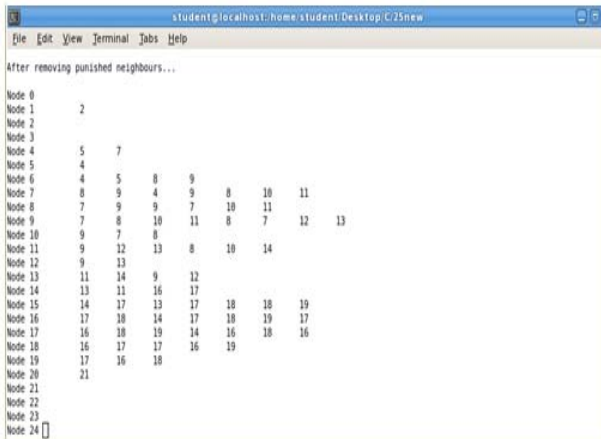 student@localhost:/home/student/Desktop/C/25new
File Edit View Terminal Tabs Help
After removing punished neighbours...
Node 0
Node 1 2
Node 2
Node 3
Node 4 5 7
Node 5 4
Node 6 4 5 8 9
Node 7 8 9 4 9 8 10 11
Node 8 7 9 9 7 10 11
Node 9 7 8 10 11 8 7 12 13
Node 10 9 7 8
Node 11 9 12 13 8 10 14
Node 12 9 13
Node 13 11 14 9 12
Node 14 13 11 16 17
Node 15 14 17 13 17 18 18 19
Node 16 17 18 14 17 18 19 17
Node 17 16 18 19 14 16 18 16
Node 18 16 17 17 16 19
Node 19 17 16 18
Node 20 21
Node 21
Node 22
Node 23
Node 24